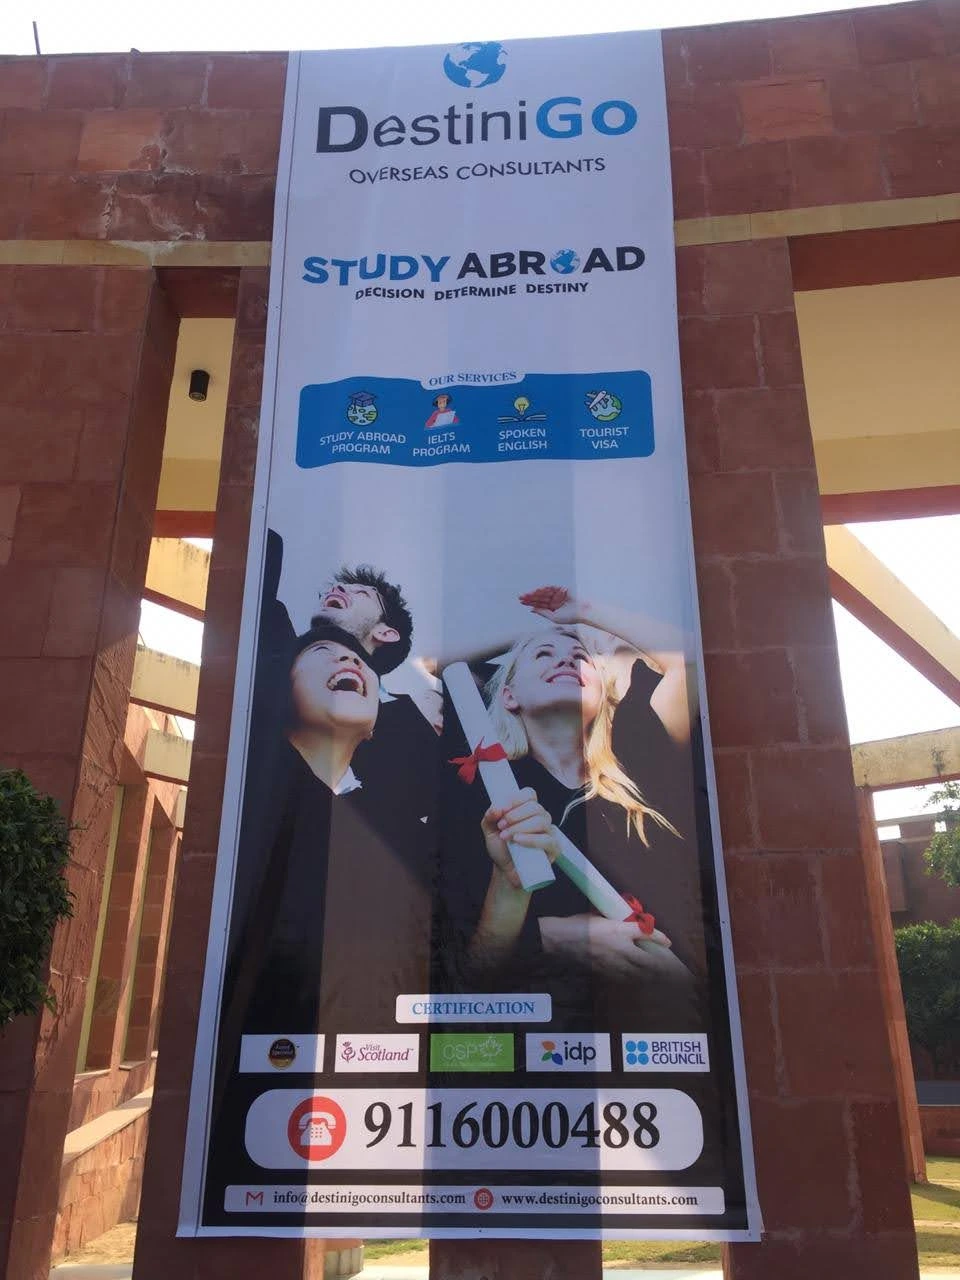 DestiniGo
OVERSEAS CONSULTANTS
STUDY ABROAD
DECISION DETERMINE DESTINY
OUR SERVICES
STUDY ABROAD PROGRAM
IELTS PROGRAM
SPOKEN ENGLISH
TOURIST VISA
CERTIFICATION
Visit Scotland
CSP
idp
BRITISH COUNCIL
9116000488
info@destinigoconsultants.com
www.destinigoconsultants.com